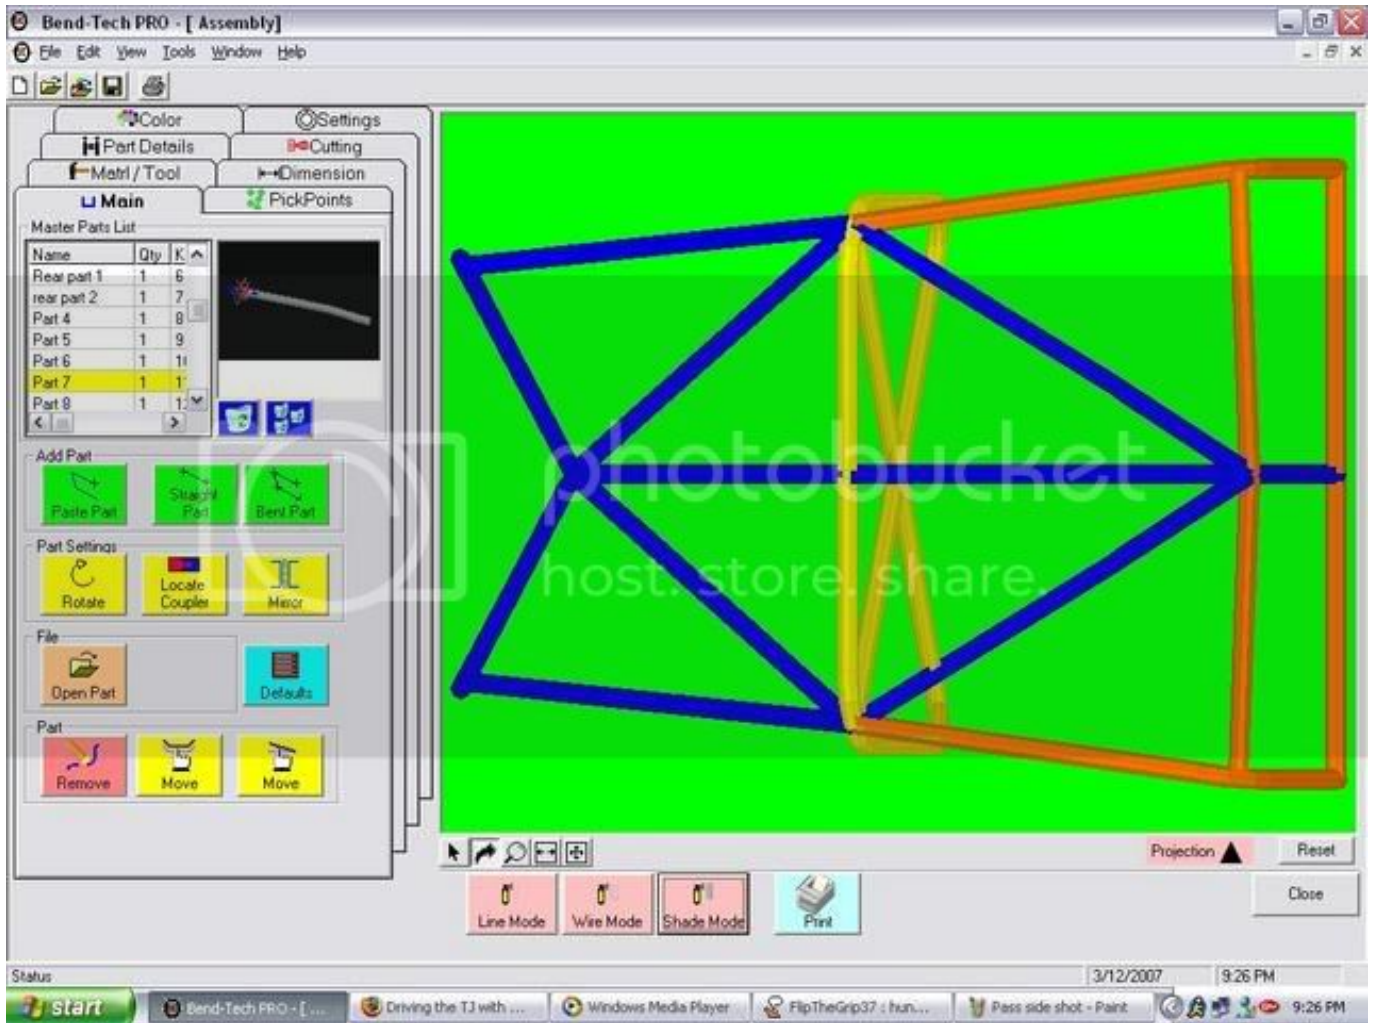 Bend-Tech PRO - [ Assembly]
File Edit View Tools Window Help
Color Settings
Part Details Cutting
Matrl / Tool Dimension
Main PickPoints
Master Parts List
Name Qty K
Rear part 1 1 6
rear part 2 1 7
Part 4 1 8
Part 5 1 9
Part 6 1
Part 7 1
Part 8 1
Add Part
Paste Part Straight Part Bent Part
Part Settings
Rotate Locate Coupler Mirror
File
Open Part Defaults
Part
Remove Move Move
photobucket
host. store. share.
Projection Reset
Line Mode Wire Mode Shade Mode Print Close
Status 3/12/2007 9:26 PM
start Bend-Tech PRO - [ ... Driving the TJ with ... Windows Media Player FlipTheGrip37 : hun... Pass side shot - Paint 9:26 PM